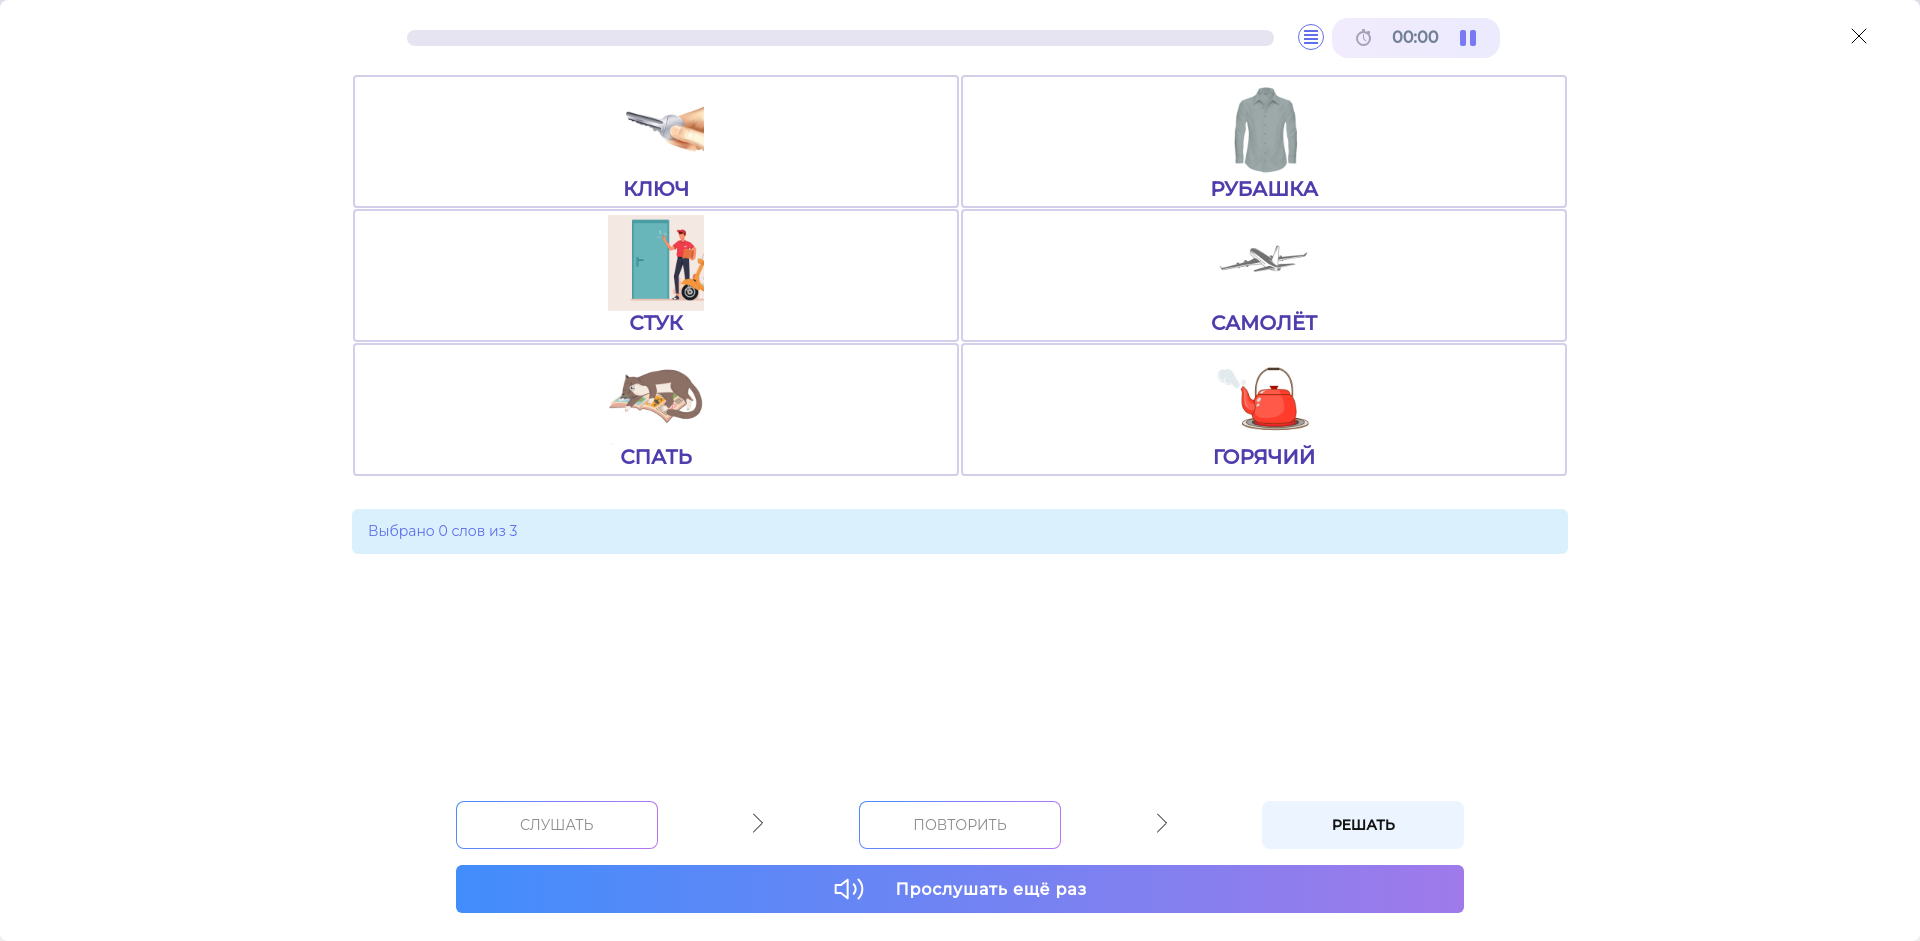 00:00
КЛЮЧ
РУБАШКА
СТУК
САМОЛЁТ
СПАТЬ
ГОРЯЧИЙ
Выбрано 0 слов из 3
СЛУШАТЬ
ПОВТОРИТЬ
РЕШАТЬ
Прослушать ещё раз